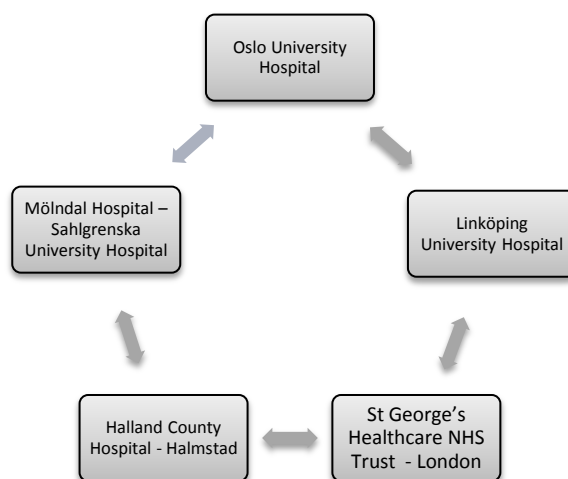 Oslo University
Hospital
Mölndal Hospital –
Sahlgrenska
University Hospital
Linköping
University Hospital
Halland County
Hospital - Halmstad
St George’s
Healthcare NHS
Trust - London